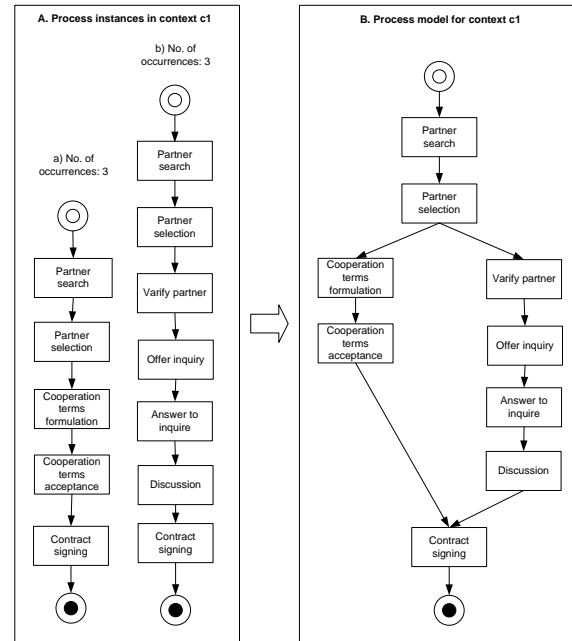 A. Process instances in context c1
a) No. of
occurrences: 3
Partner
search
Partner
selection
Cooperation
terms
formulation
Cooperation
terms
acceptance
Contract
signing
b) No. of
occurrences: 3
Partner
search
Partner
selection
Varify partner
Offer inquiry
Answer to
inquire
Discussion
Contract
signing
B. Process model for context c1
Partner
search
Partner
selection
Cooperation
terms
formulation
Cooperation
terms
acceptance
Varify partner
Offer inquiry
Answer to
inquire
Discussion
Contract
signing